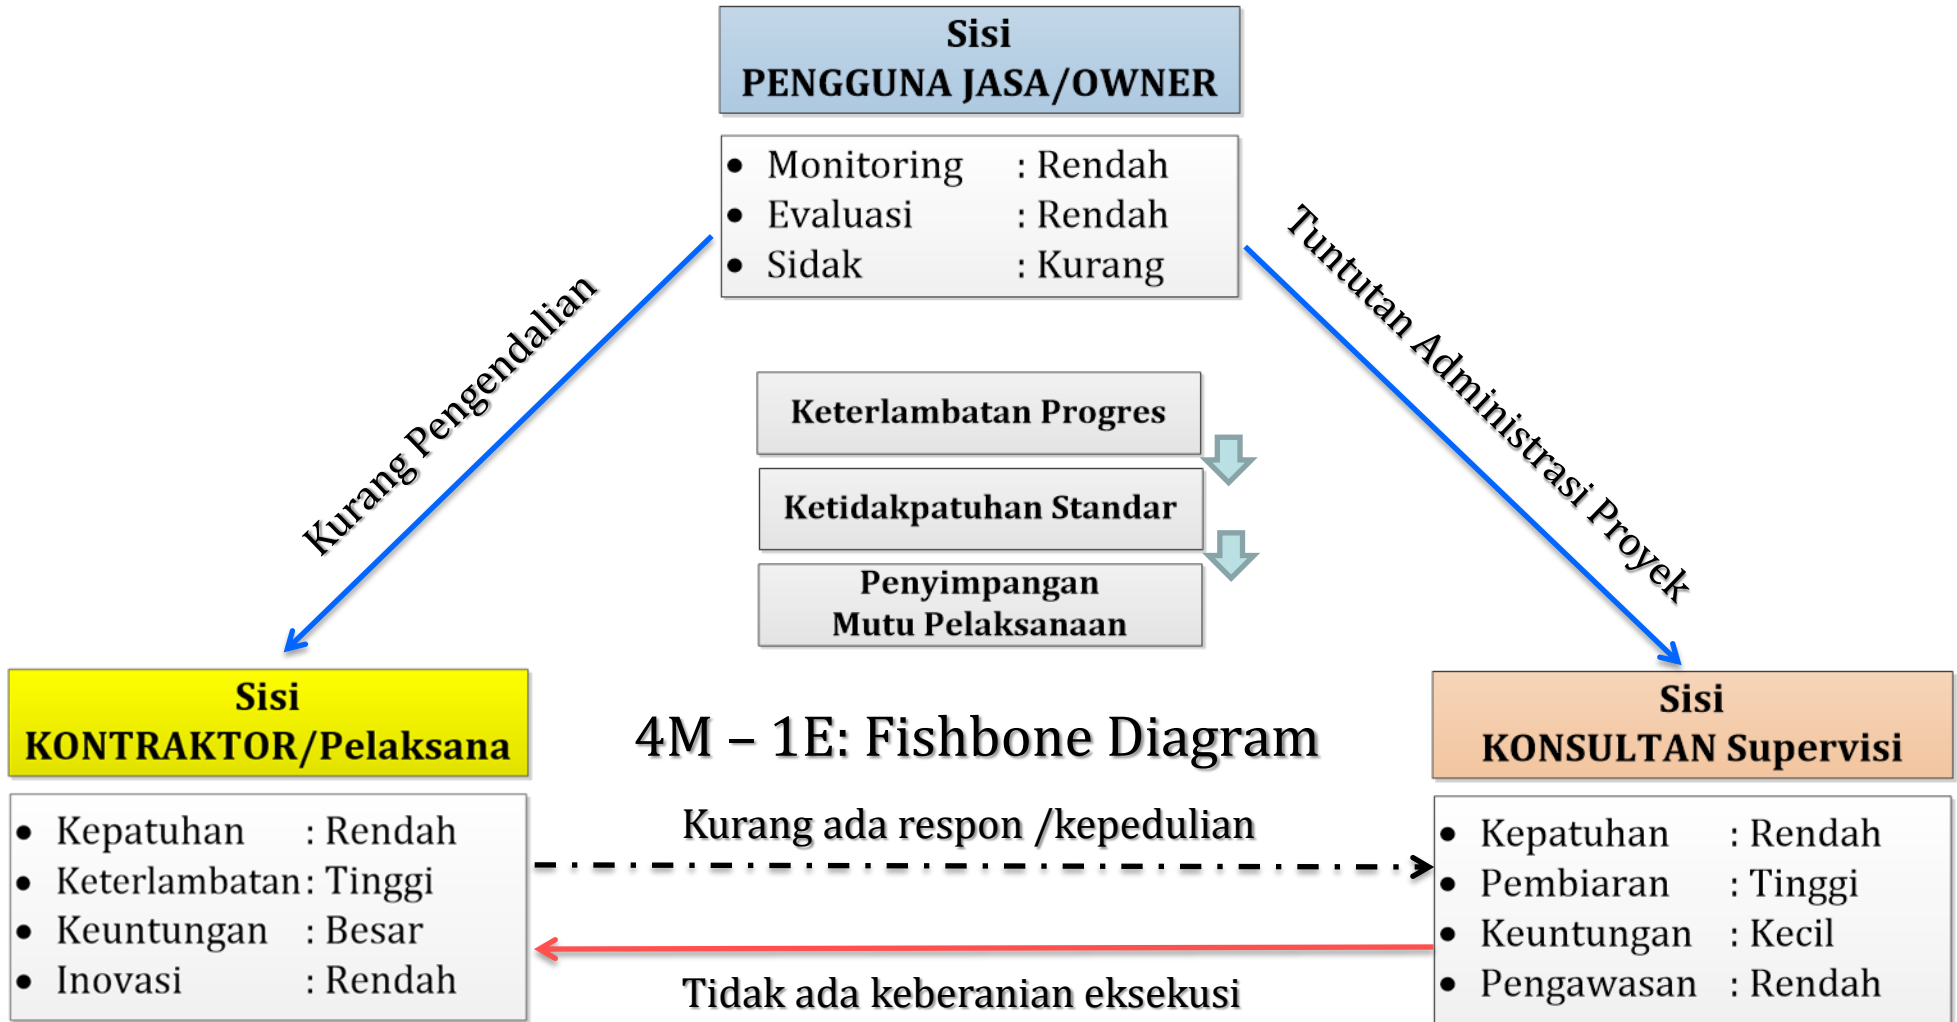 Sisi
PENGGUNA JASA/OWNER
• Monitoring : Rendah
• Evaluasi : Rendah
• Sidak : Kurang
Kurang Pengendalian
Tuntutan Administrasi Proyek
Keterlambatan Progres
Ketidakpatuhan Standar
Penyimpangan
Mutu Pelaksanaan
Sisi
KONTRAKTOR/Pelaksana
• Kepatuhan : Rendah
• Keterlambatan : Tinggi
• Keuntungan : Besar
• Inovasi : Rendah
4M – 1E: Fishbone Diagram
Kurang ada respon /kepedulian
Tidak ada keberanian eksekusi
Sisi
KONSULTAN Supervisi
• Kepatuhan : Rendah
• Pembiaran : Tinggi
• Keuntungan : Kecil
• Pengawasan : Rendah